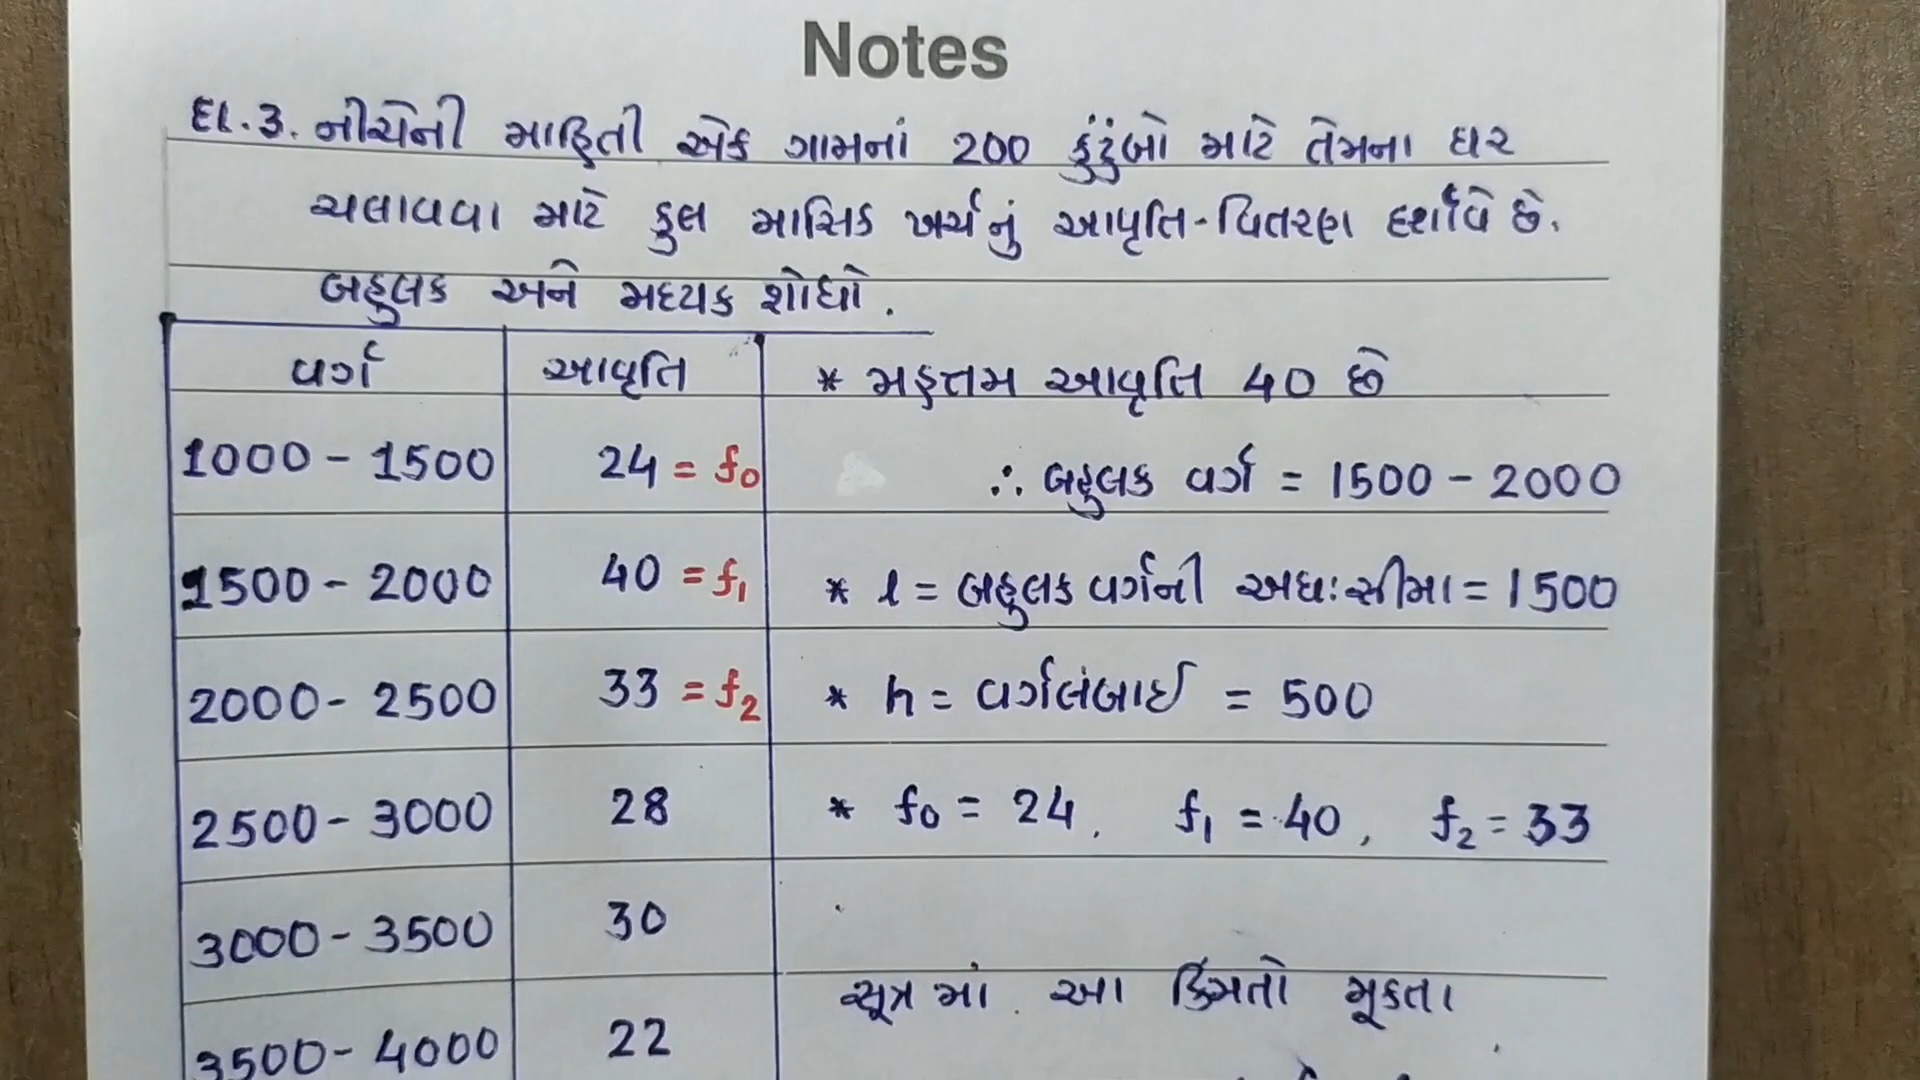 Notes
દા.૩. નીચેની માહિતી એક ગામનાં 200 કુંટુંબો માટે તેમના ઘર
ચલાવવા માટે કુલ માસિક ખર્ચનું આવૃતિ-વિતરણ દર્શાવે છે.
બહુલક અને મધ્યક શોધો.
વર્ગ આવૃતિ
* મહત્તમ આવૃતિ 40 છે
1000 - 1500 24 = f₀
∴ બહુલક વર્ગ = 1500 - 2000
1500 - 2000 40 = f₁
* l = બહુલક વર્ગની અધઃસીમા = 1500
2000 - 2500 33 = f₂
* h = વર્ગલંબાઈ = 500
2500 - 3000 28
* f₀ = 24, f₁ = 40, f₂ = 33
3000 - 3500 30
સૂત્ર માં આ કિંમતો મૂકતા
3500 - 4000 22